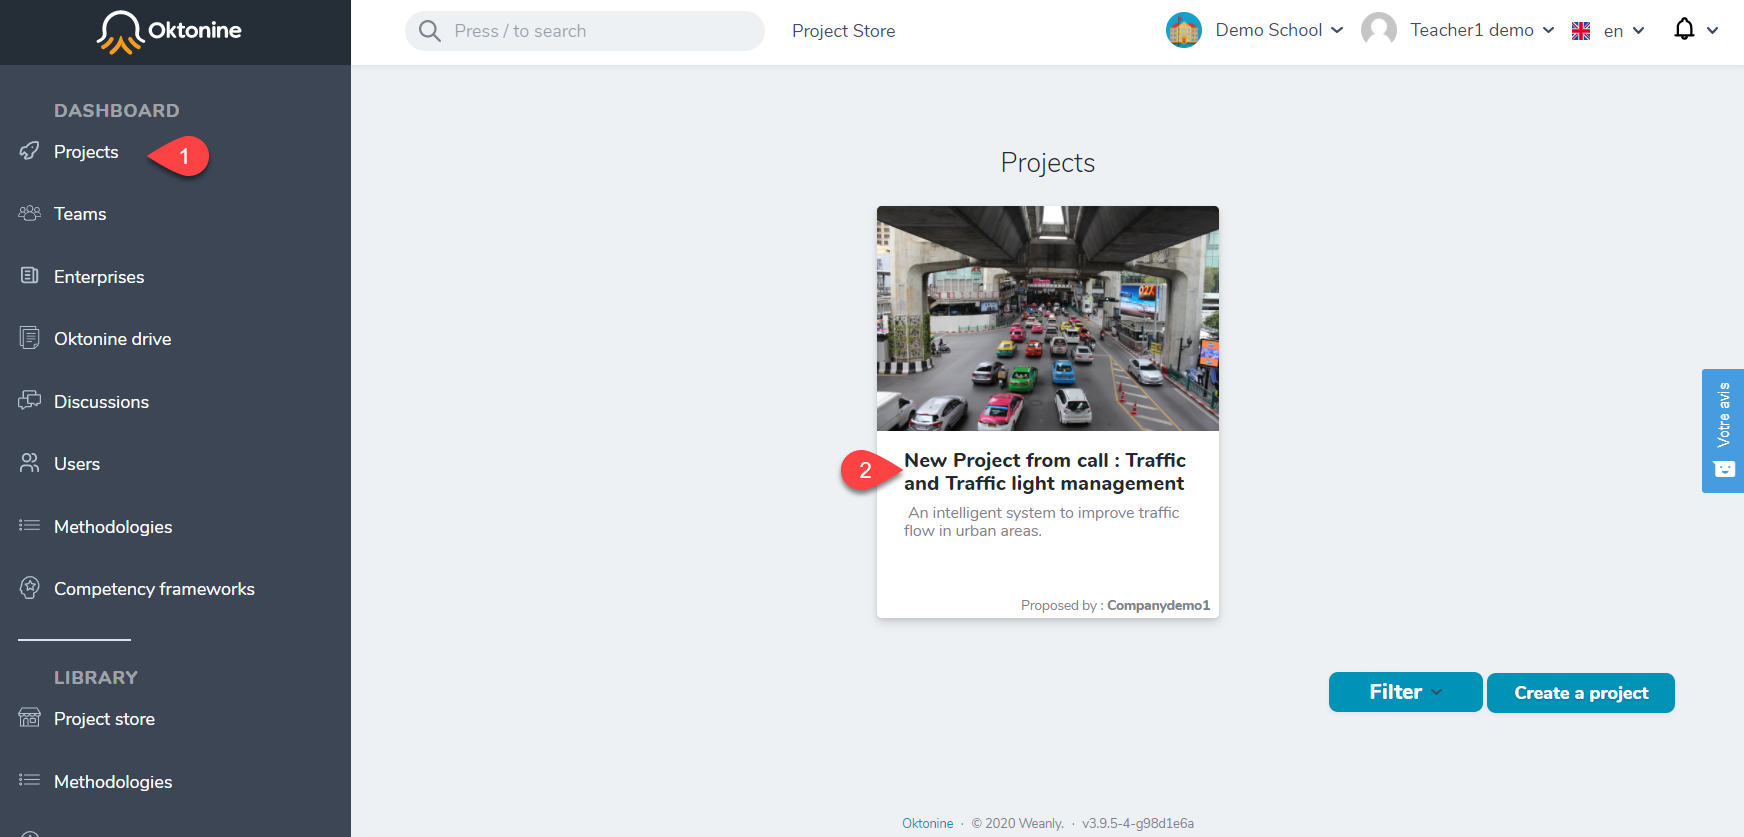 Oktonine
Press / to search
Project Store
Demo School
Teacher1 demo
en
DASHBOARD
Projects
1
Teams
Enterprises
Oktonine drive
Discussions
Users
Methodologies
Competency frameworks
LIBRARY
Project store
Methodologies
Projects
2
New Project from call : Traffic
and Traffic light management
An intelligent system to improve traffic
flow in urban areas.
Proposed by : Companydemo1
Filter
Create a project
Votre avis
Oktonine · © 2020 Weanly. · v3.9.5-4-g98d1e6a